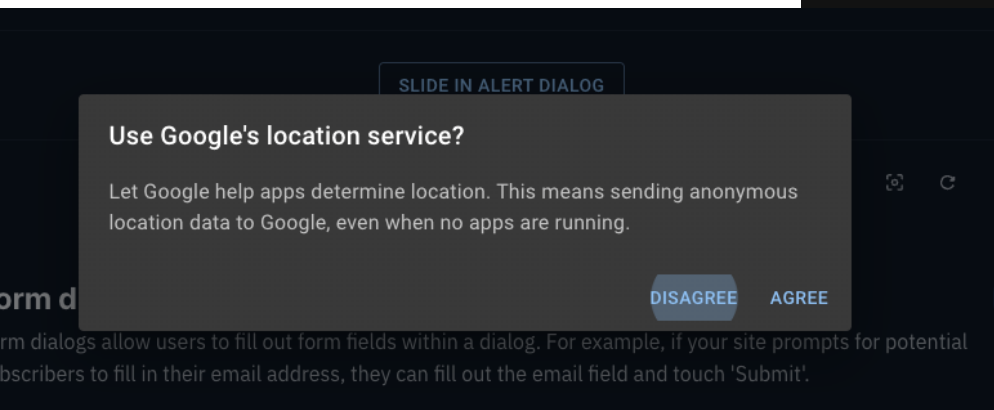 SLIDE IN ALERT DIALOG
Use Google's location service?
Let Google help apps determine location. This means sending anonymous
location data to Google, even when no apps are running.
DISAGREE AGREE
orm d
rm dialogs allow users to fill out form fields within a dialog. For example, if your site prompts for potential
bscribers to fill in their email address, they can fill out the email field and touch 'Submit'.